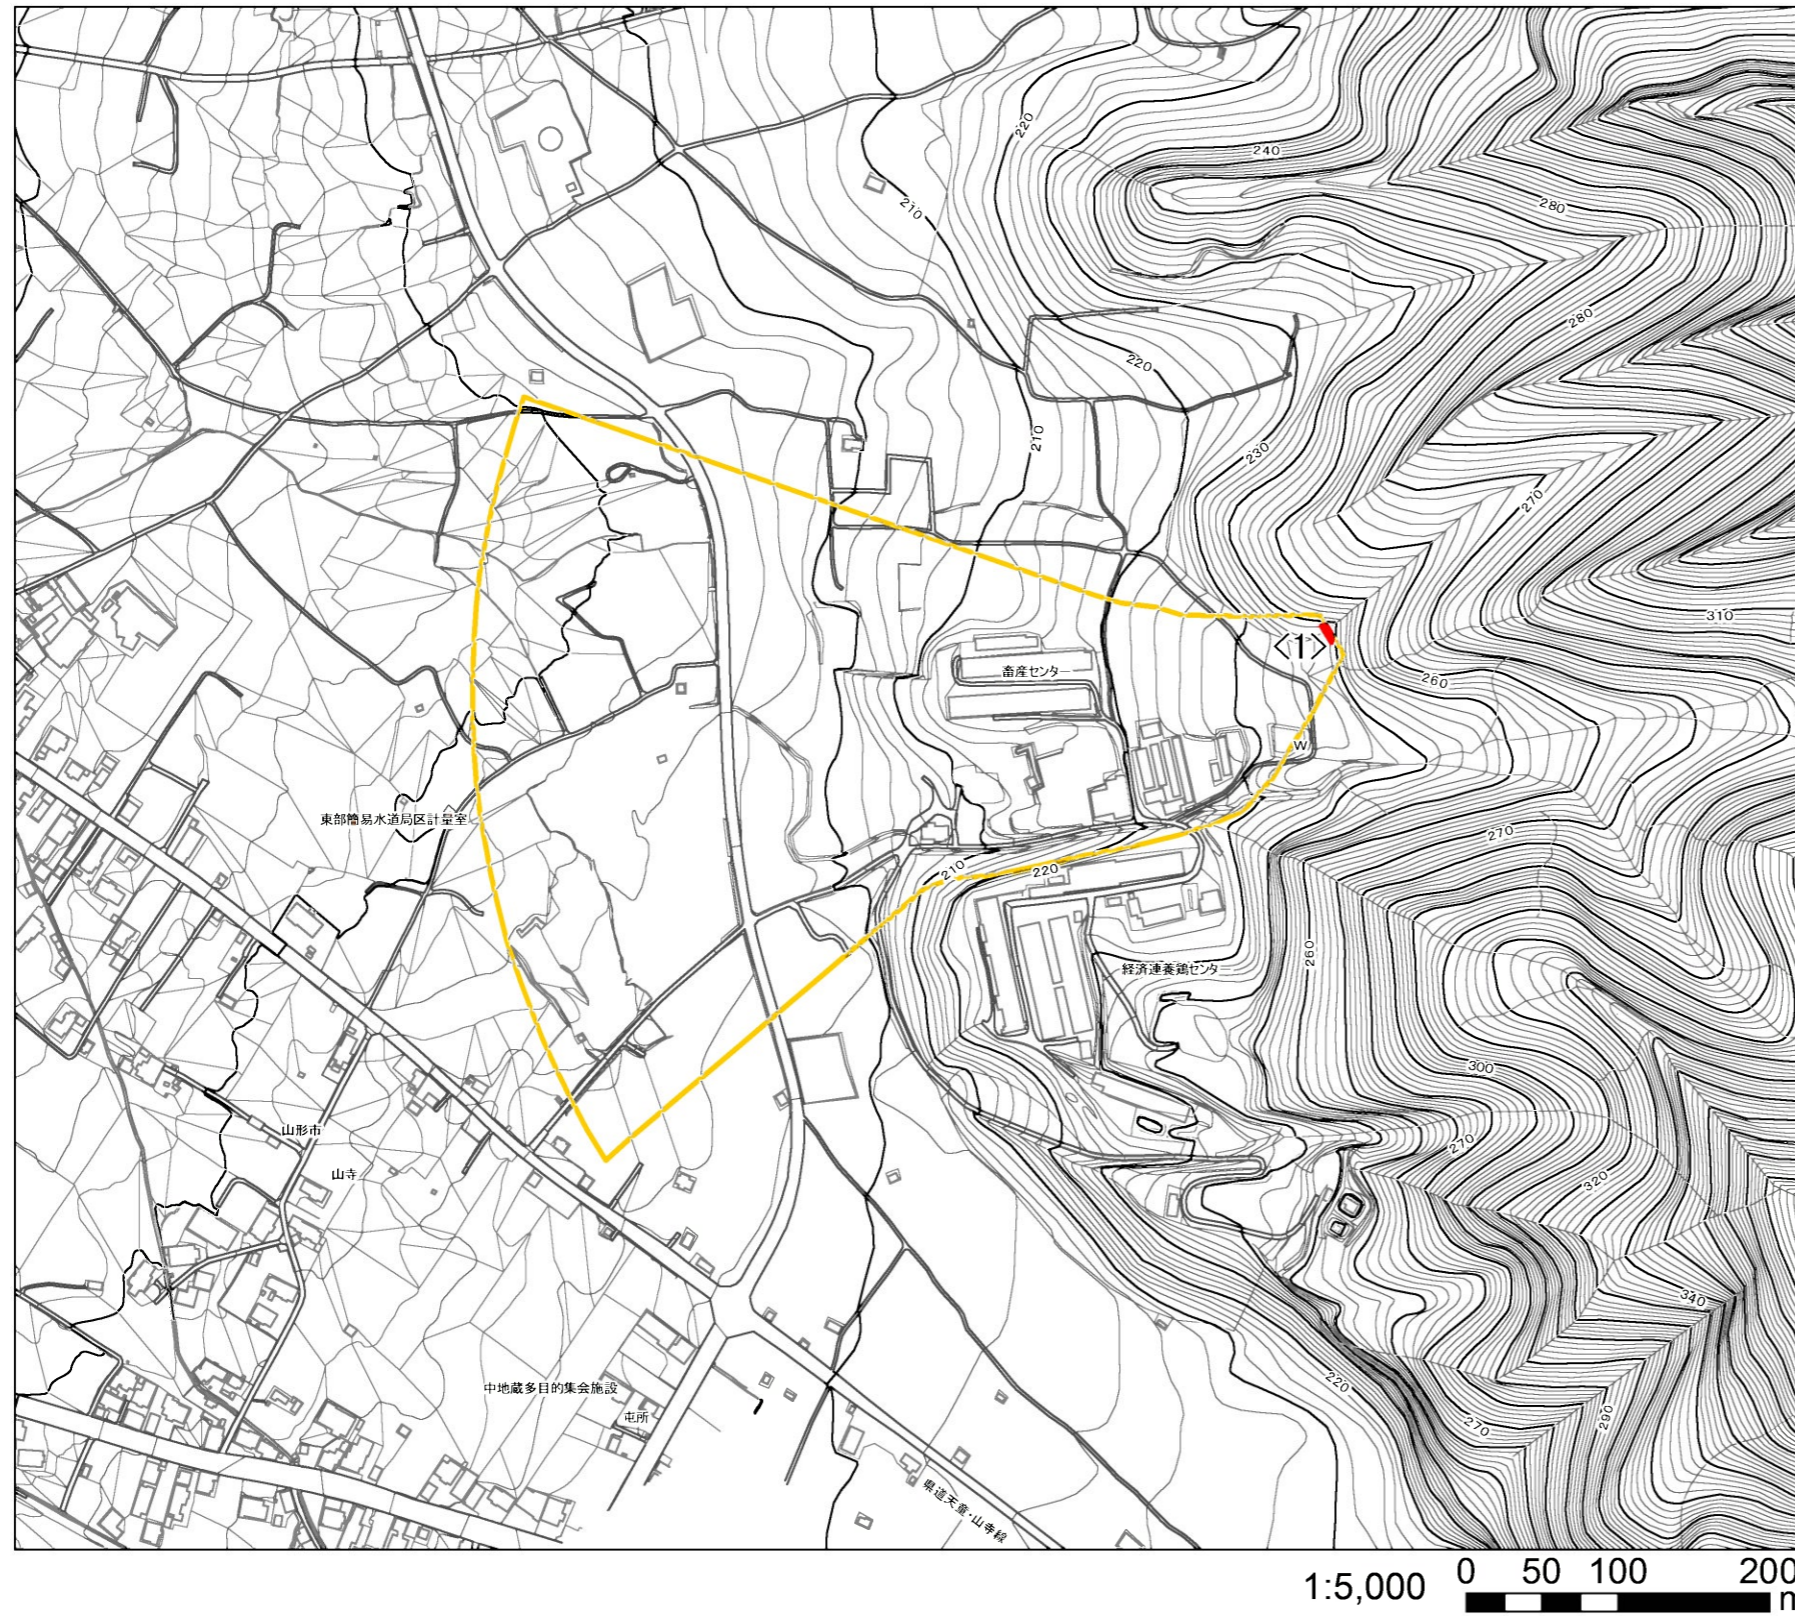 220
240
210
280
280
220
210
230
270
310
〈1〉
畜産センター
260
W
東部簡易水道局区計量室
270
210
220
260
経済連養鶏センター
300
山形市
270
山寺
320
340
中地蔵多目的集会施設
220
屯所
270
290
県道天童・山寺線
1:5,000
0 50 100 200
m